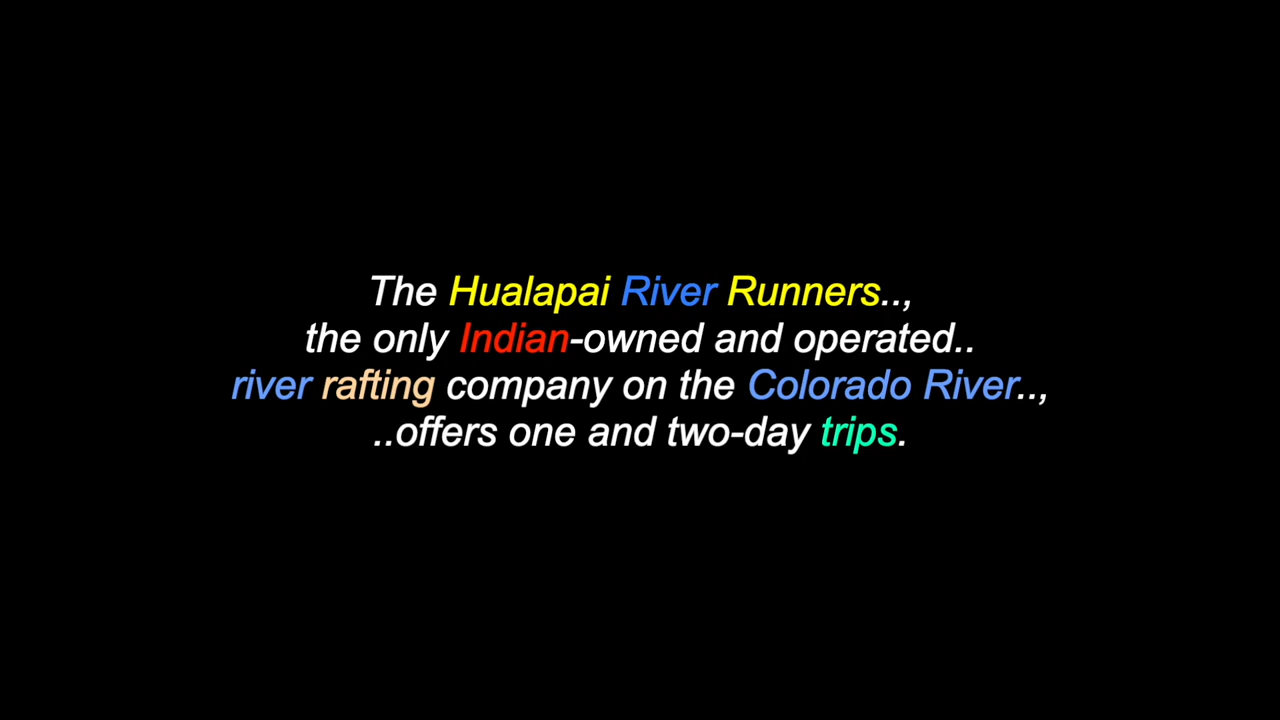 The Hualapai River Runners..,
the only Indian-owned and operated..
river rafting company on the Colorado River..,
..offers one and two-day trips.